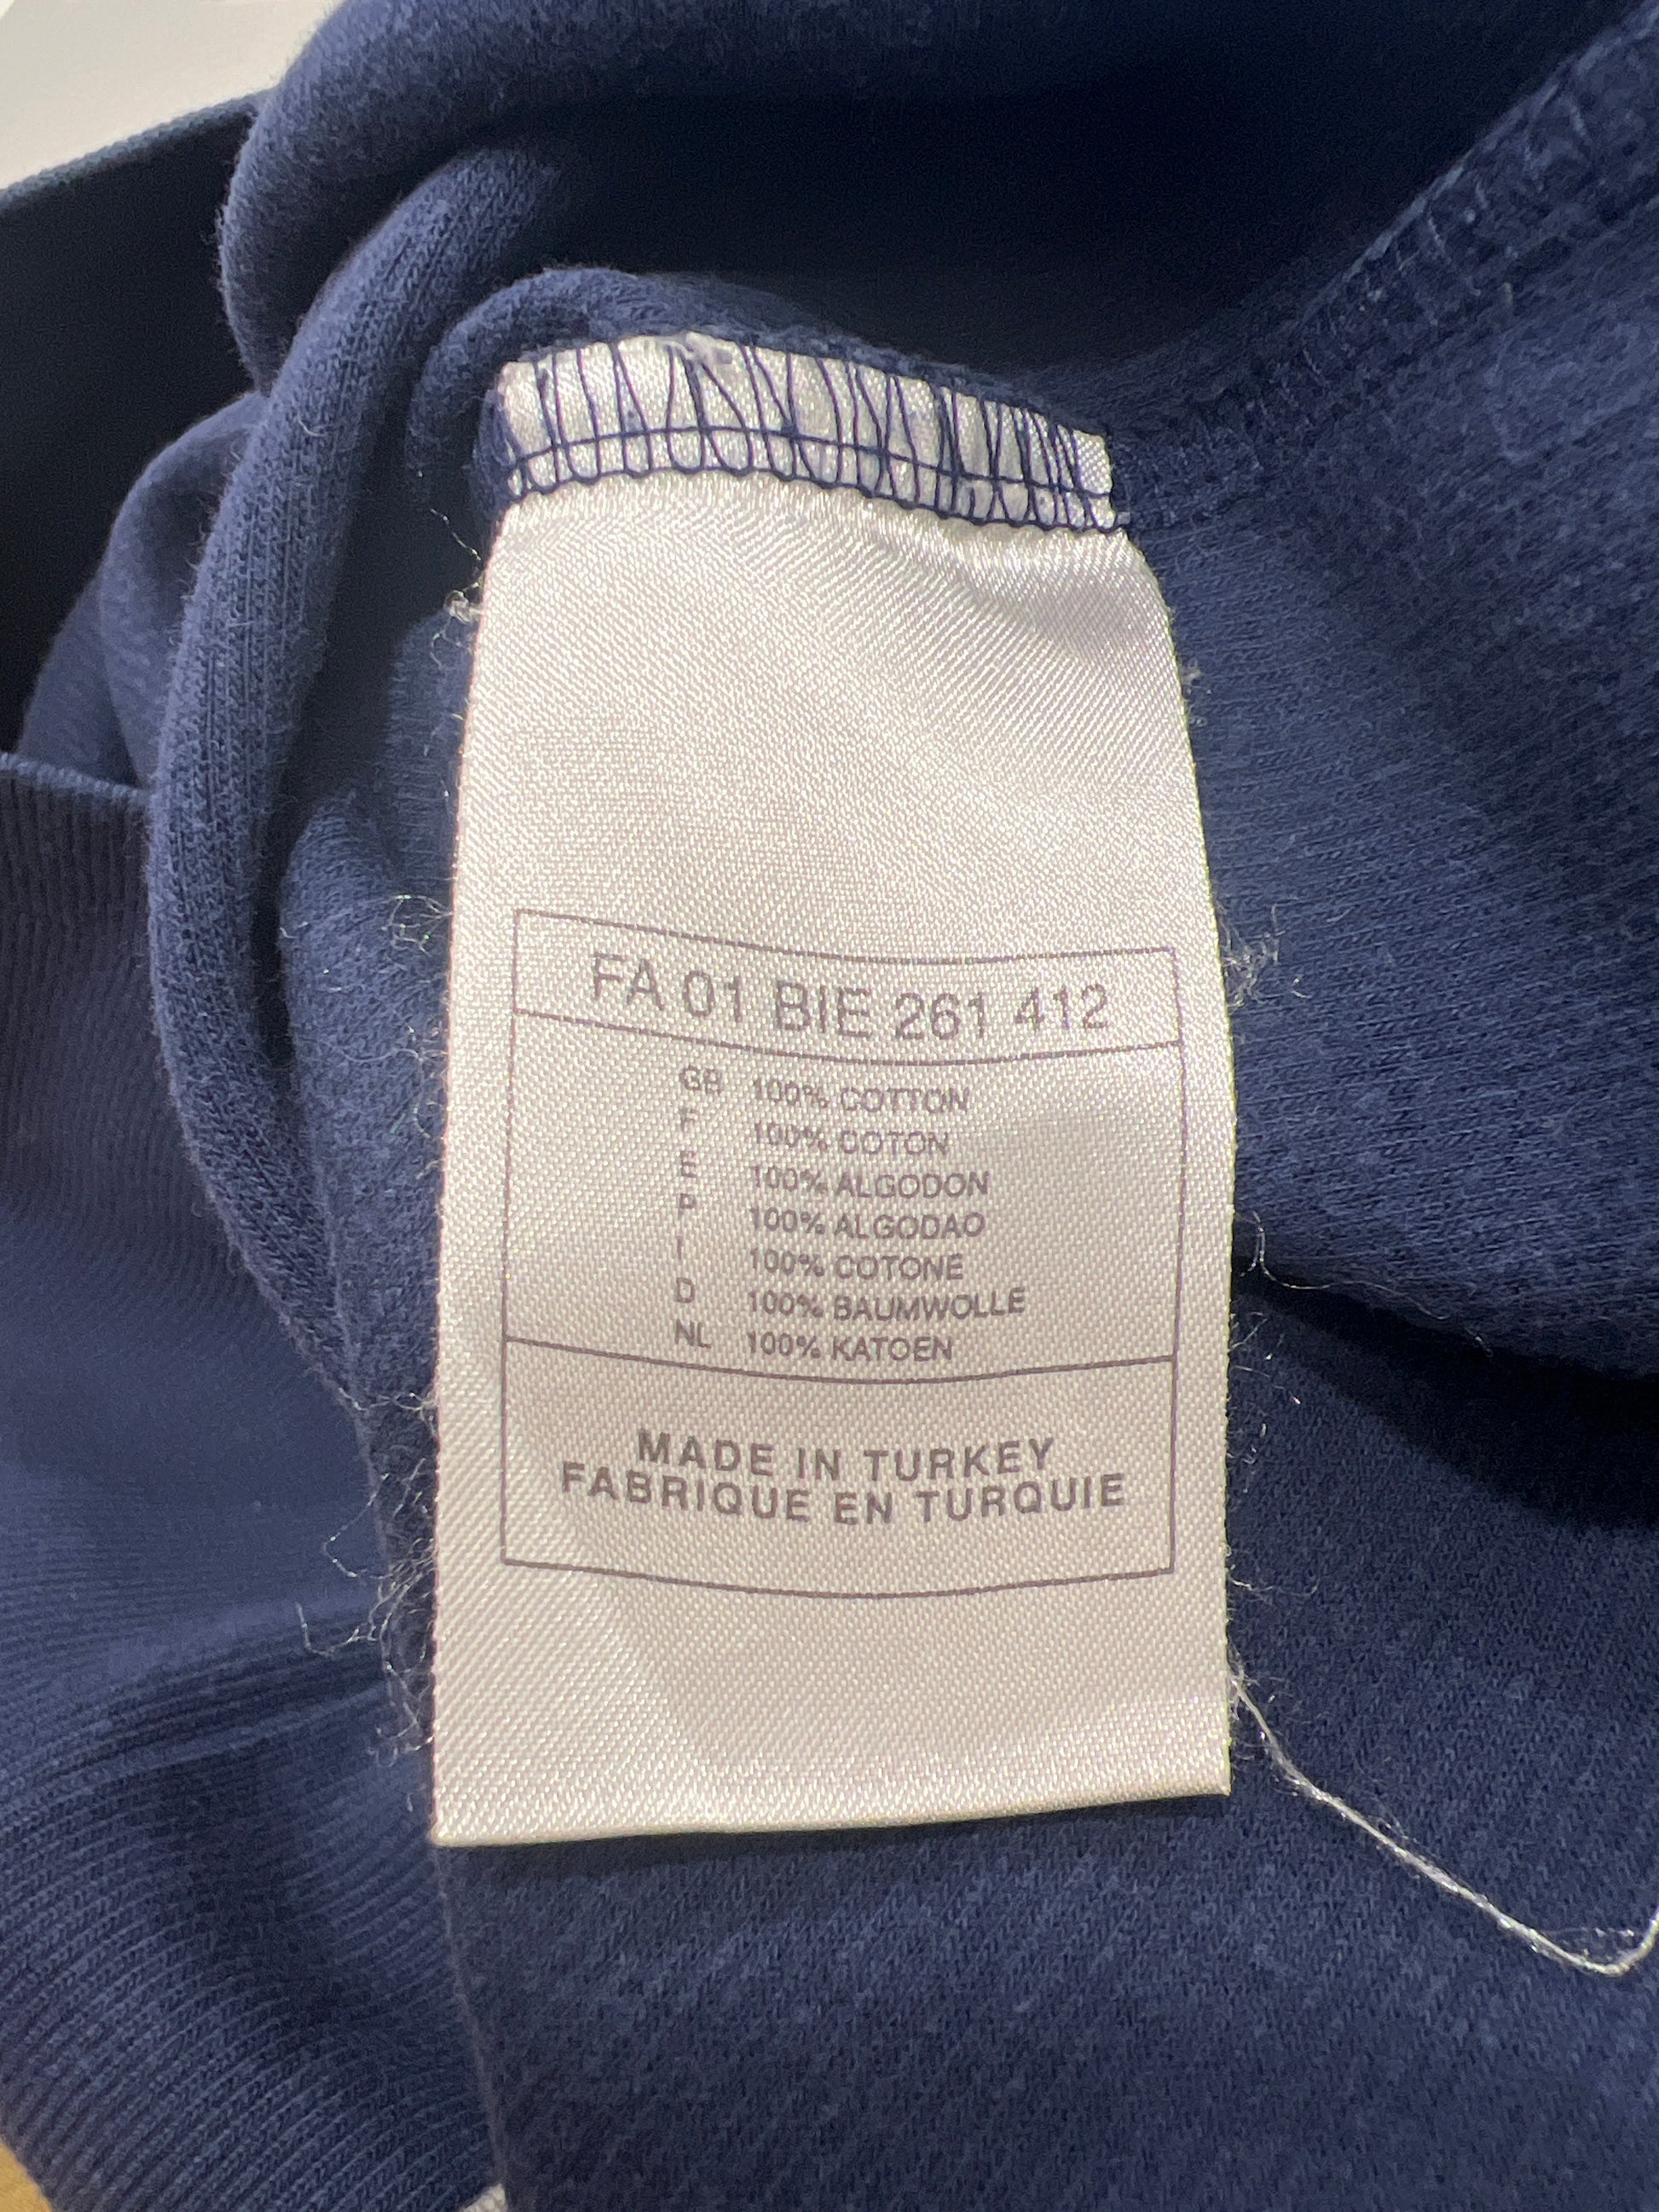 FA 01 BIE 261 412
GB 100% COTTON
F 100% COTON
E 100% ALGODON
P 100% ALGODAO
I 100% COTONE
D 100% BAUMWOLLE
NL 100% KATOEN
MADE IN TURKEY
FABRIQUE EN TURQUIE